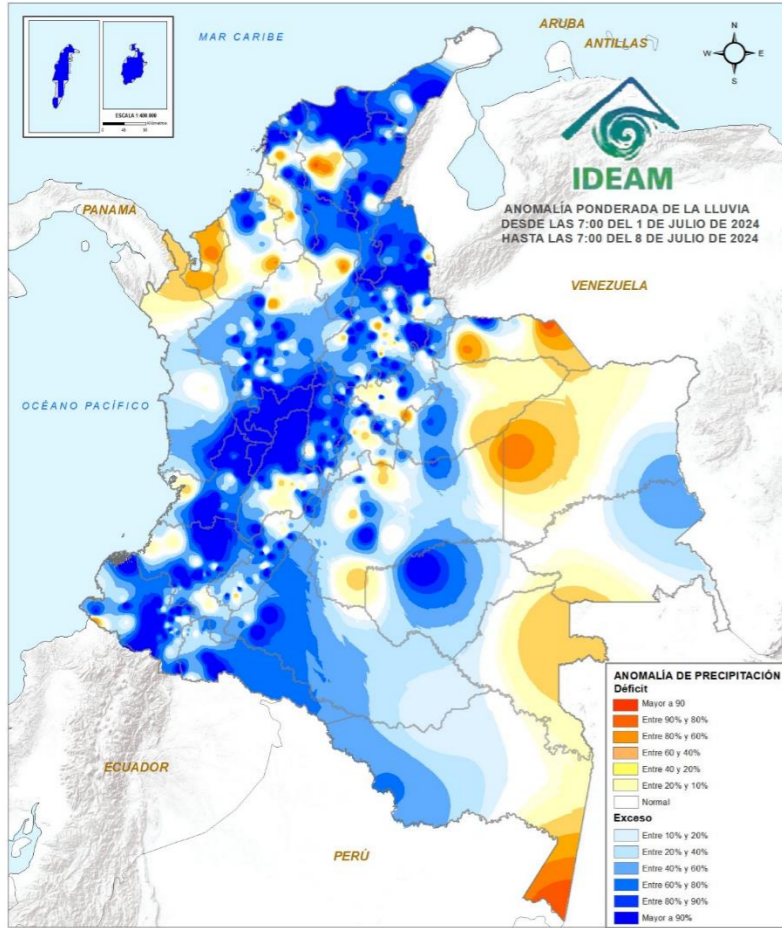 MAR CARIBE
ARUBA
ANTILLAS
N
W
E
S
ESCALA 1:400.000
IDEAM
ANOMALÍA PONDERADA DE LA LLUVIA
DESDE LAS 7:00 DEL 1 DE JULIO DE 2024
HASTA LAS 7:00 DEL 8 DE JULIO DE 2024
PANAMÁ
VENEZUELA
OCÉANO PACÍFICO
ECUADOR
PERÚ
ANOMALÍA DE PRECIPITACIÓN
Déficit
Mayor a 90
Entre 90% y 80%
Entre 80% y 60%
Entre 60 y 40%
Entre 40 y 20%
Entre 20% y 10%
Normal
Exceso
Entre 10% y 20%
Entre 20% y 40%
Entre 40% y 60%
Entre 60% y 80%
Entre 80% y 90%
Mayor a 90%